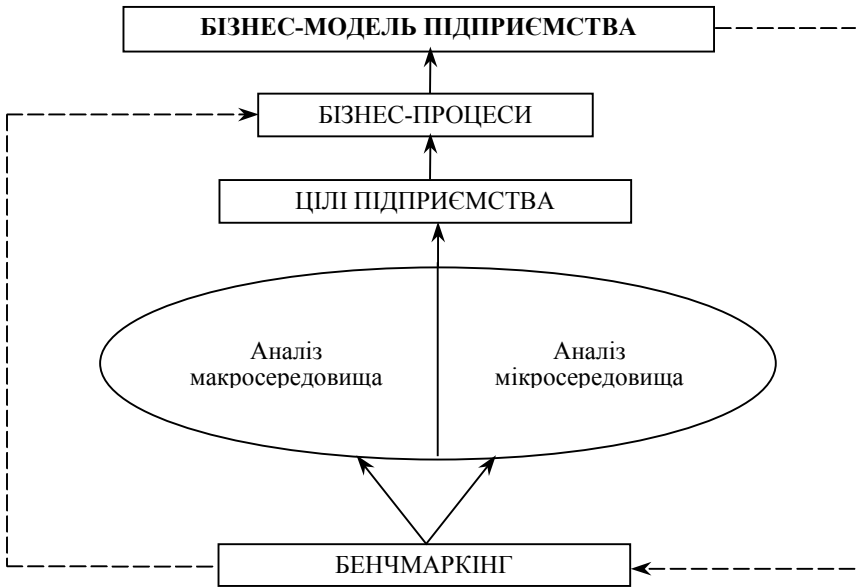 БІЗНЕС-МОДЕЛЬ ПІДПРИЄМСТВА
БІЗНЕС-ПРОЦЕСИ
ЦІЛІ ПІДПРИЄМСТВА
Аналіз
макросередовища
Аналіз
мікросередовища
БЕНЧМАРКІНГ